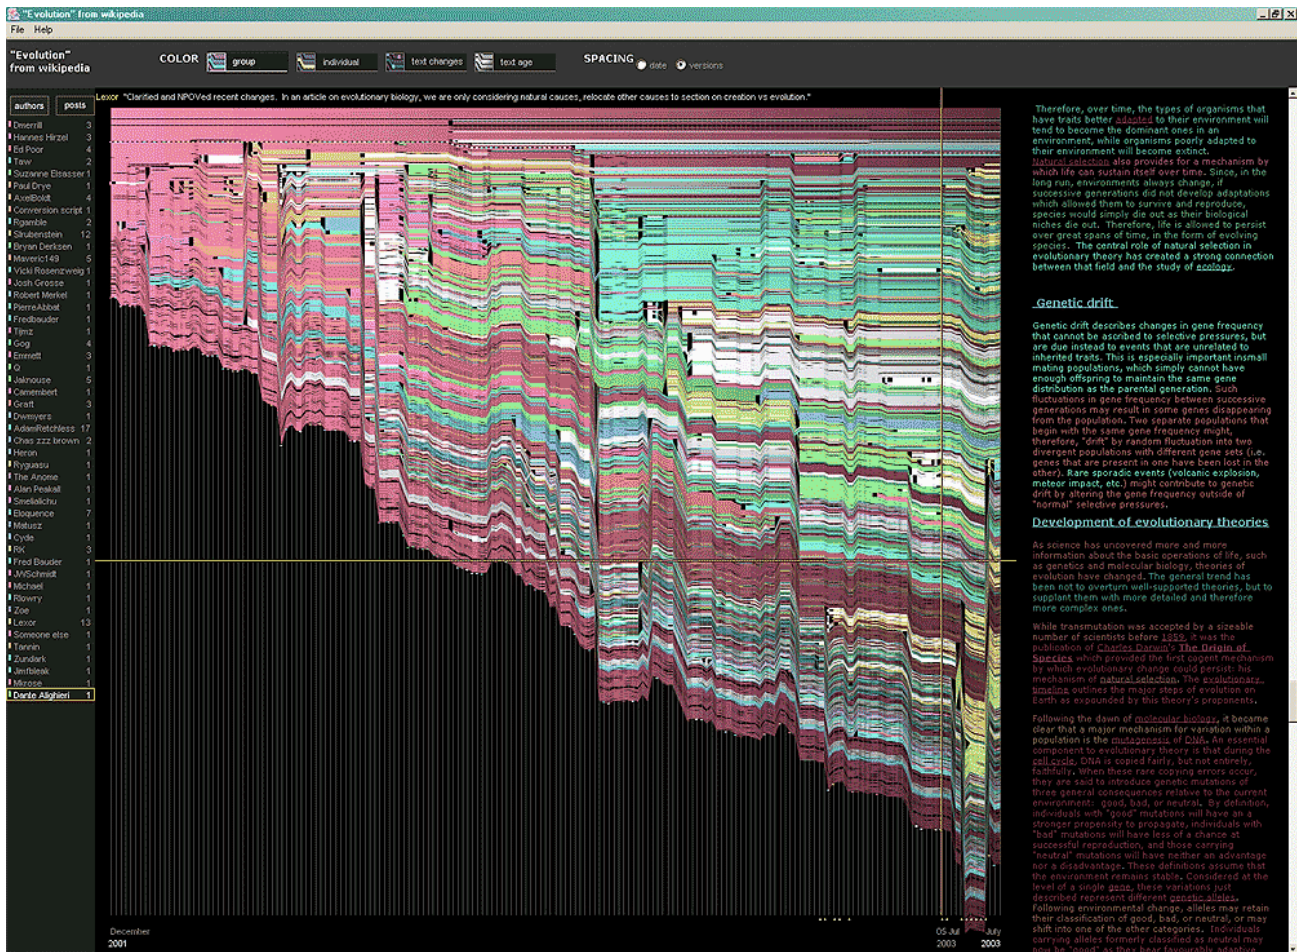 "Evolution" from wikipedia
File Help
"Evolution"
from wikipedia
COLOR group individual text changes text age SPACING date versions
authors posts
Lexor "Clarified and NPOVed recent changes. In an article on evolutionary biology, we are only considering natural causes, relocate other causes to section on creation vs evolution."
Dmerrill 3
Hannes Hirzel 3
Ed Poor 4
Taw 2
Suzanne Elsasser 1
Paul Drye 1
AxelBoldt 4
Conversion script 1
Rgamble 2
Slrubenstein 12
Bryan Derksen 1
Maveric149 5
Vicki Rosenzweig 1
Josh Grosse 1
Robert Merkel 1
PierreAbbat 1
Fredbauder 1
Tijmz 1
Gog 4
Emmett 3
Q 1
Jaknouse 5
Camembert 1
Graft 3
Dwmyers 1
AdamRetchless 17
Chas zzz brown 2
Heron 1
Ryguasu 1
The Anome 1
Alan Peakall 1
Smelialichu 1
Eloquence 7
Matusz 1
Cyde 1
RK 3
Fred Bauder 1
JWSchmidt 1
Michael 1
Rlowry 1
Zoe 1
Lexor 13
Someone else 1
Tannin 1
Zundark 1
Jimfbleak 1
Mkrose 1
Dante Alighieri 1
December
2001
05-Jul
2003
July
2003
Therefore, over time, the types of organisms that
have traits better adapted to their environment will
tend to become the dominant ones in an
environment, while organisms poorly adapted to
their environment will become extinct.
Natural selection also provides for a mechanism by
which life can sustain itself over time. Since, in the
long run, environments always change, if
successive generations did not develop adaptations
which allowed them to survive and reproduce,
species would simply die out as their biological
niches die out. Therefore, life is allowed to persist
over great spans of time, in the form of evolving
species. The central role of natural selection in
evolutionary theory has created a strong connection
between that field and the study of ecology.
Genetic drift
Genetic drift describes changes in gene frequency
that cannot be ascribed to selective pressures, but
are due instead to events that are unrelated to
inherited traits. This is especially important insmall
mating populations, which simply cannot have
enough offspring to maintain the same gene
distribution as the parental generation. Such
fluctuations in gene frequency between successive
generations may result in some genes disappearing
from the population. Two separate populations that
begin with the same gene frequency might,
therefore, "drift" by random fluctuation into two
divergent populations with different gene sets (i.e.
genes that are present in one have been lost in the
other). Rare sporadic events (volcanic explosion,
meteor impact, etc.) might contribute to genetic
drift by altering the gene frequency outside of
"normal" selective pressures.
Development of evolutionary theories
As science has uncovered more and more
information about the basic operations of life, such
as genetics and molecular biology, theories of
evolution have changed. The general trend has
been not to overturn well-supported theories, but to
supplant them with more detailed and therefore
more complex ones.
While transmutation was accepted by a sizeable
number of scientists before 1859, it was the
publication of Charles Darwin's The Origin of
Species which provided the first cogent mechanism
by which evolutionary change could persist: his
mechanism of natural selection. The evolutionary
timeline outlines the major steps of evolution on
Earth as expounded by this theory's proponents.
Following the dawn of molecular biology, it became
clear that a major mechanism for variation within a
population is the mutagenesis of DNA. An essential
component to evolutionary theory is that during the
cell cycle, DNA is copied fairly, but not entirely,
faithfully. When these rare copying errors occur,
they are said to introduce genetic mutations of
three general consequences relative to the current
environment: good, bad, or neutral. By definition,
individuals with "good" mutations will have an a
stronger propensity to propagate, individuals with
"bad" mutations will have less of a chance at
successful reproduction, and those carrying
"neutral" mutations will have neither an advantage
nor a disadvantage. These definitions assume that
the environment remains stable. Considered at the
level of a single gene, these variations just
described represent different genetic alleles.
Following environmental change, alleles may retain
their classification of good, bad, or neutral, or may
shift into one of the other categories. Individuals
carrying alleles formerly classified as neutral may
now be "good" as they bear favourably adaptive